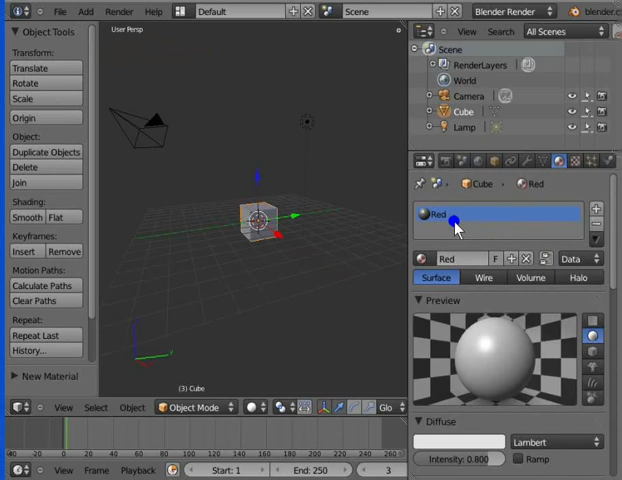 File Add Render Help Default Scene Blender Render
Object Tools
Transform:
Translate
Rotate
Scale
Origin
Object:
Duplicate Objects
Delete
Join
Shading:
Smooth Flat
Keyframes:
Insert Remove
Motion Paths:
Calculate Paths
Clear Paths
Repeat:
Repeat Last
History...
New Material
User Persp
(3) Cube
View Select Object Object Mode Glo
-40 -20 0 20 40 60 80 100 120 140 160 180 200 220 240 260
View Frame Playback Start: 1 End: 250 3
View Search All Scenes
Scene
RenderLayers
World
Camera
Cube
Lamp
Cube Red
Red
Red F Data
Surface Wire Volume Halo
Preview
Diffuse
Lambert
Intensity: 0.800 Ramp